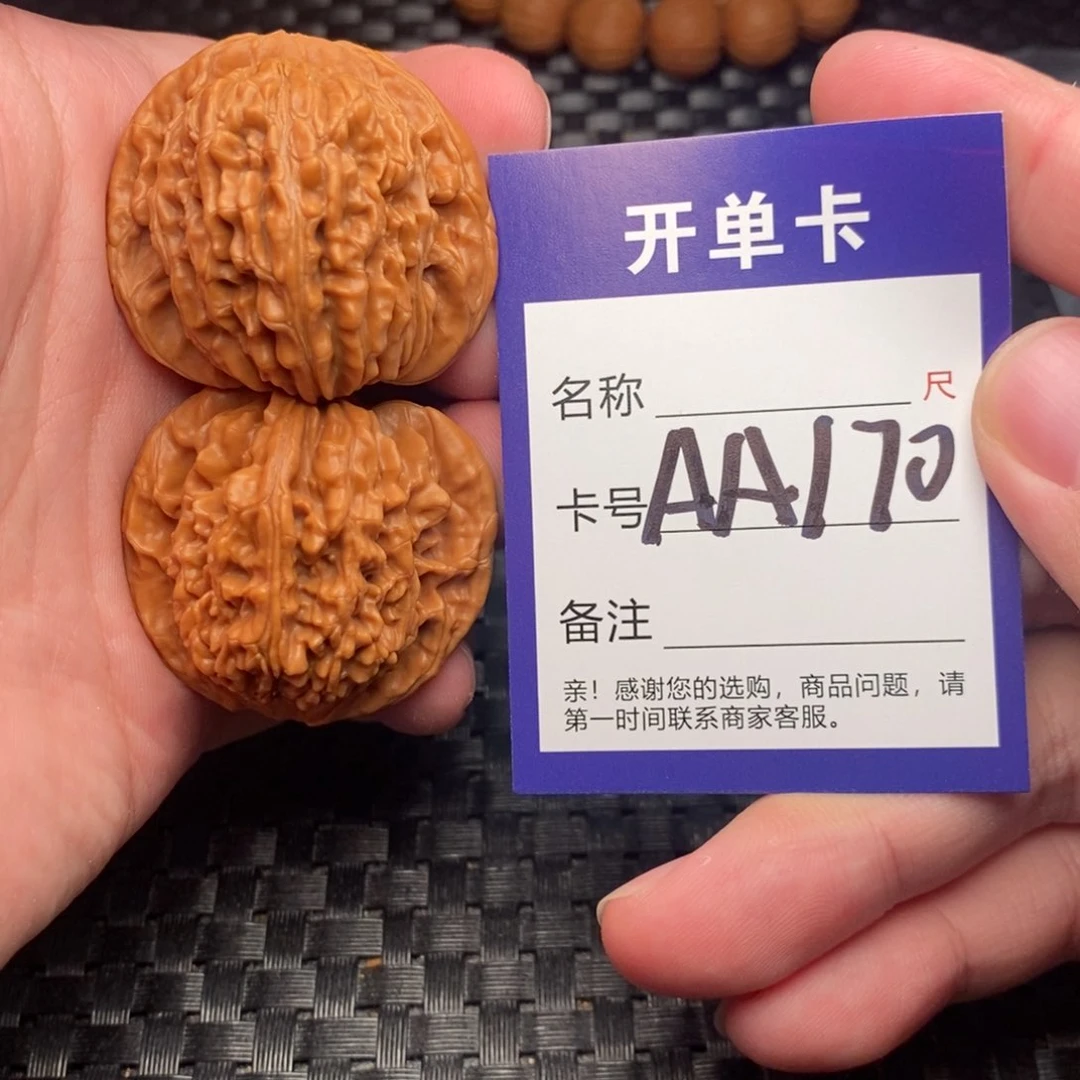 开单卡
名称 尺
卡号 AA170
备注
亲！感谢您的选购，商品问题，请
第一时间联系商家客服。